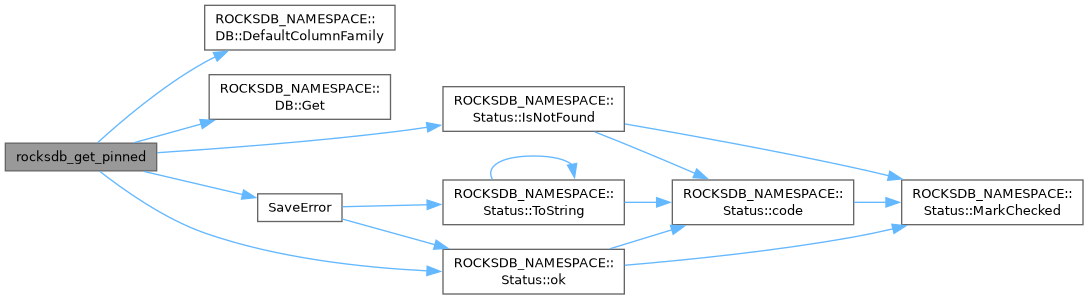 ROCKSDB_NAMESPACE::
DB::DefaultColumnFamily
ROCKSDB_NAMESPACE::
DB::Get
ROCKSDB_NAMESPACE::
Status::IsNotFound
rocksdb_get_pinned
SaveError
ROCKSDB_NAMESPACE::
Status::ToString
ROCKSDB_NAMESPACE::
Status::code
ROCKSDB_NAMESPACE::
Status::MarkChecked
ROCKSDB_NAMESPACE::
Status::ok